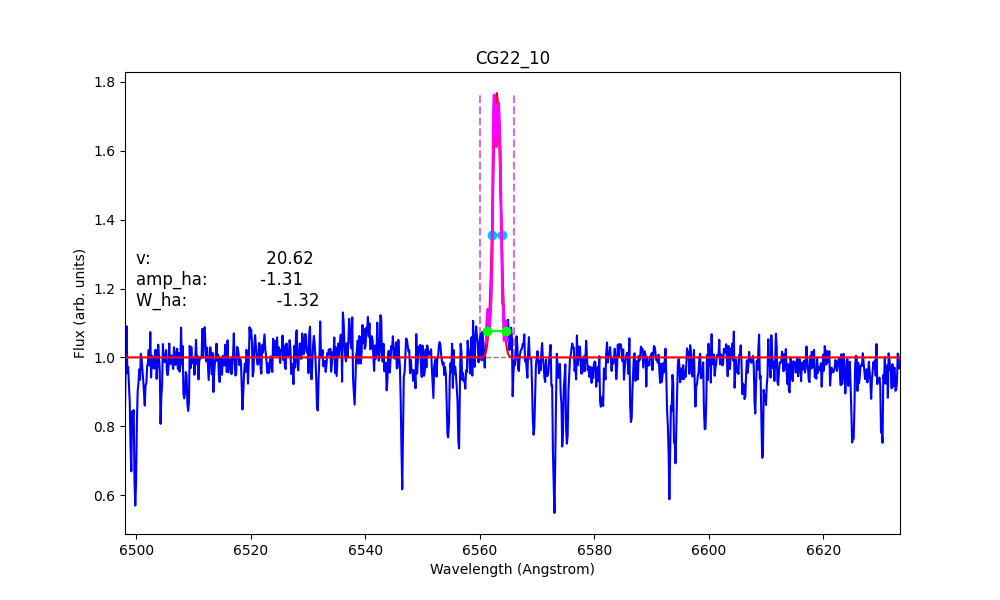 CG22_10
1.8
1.6
1.4
1.2
1.0
0.8
0.6
Flux (arb. units)
v: 20.62
amp_ha: -1.31
W_ha: -1.32
6500 6520 6540 6560 6580 6600 6620
Wavelength (Angstrom)